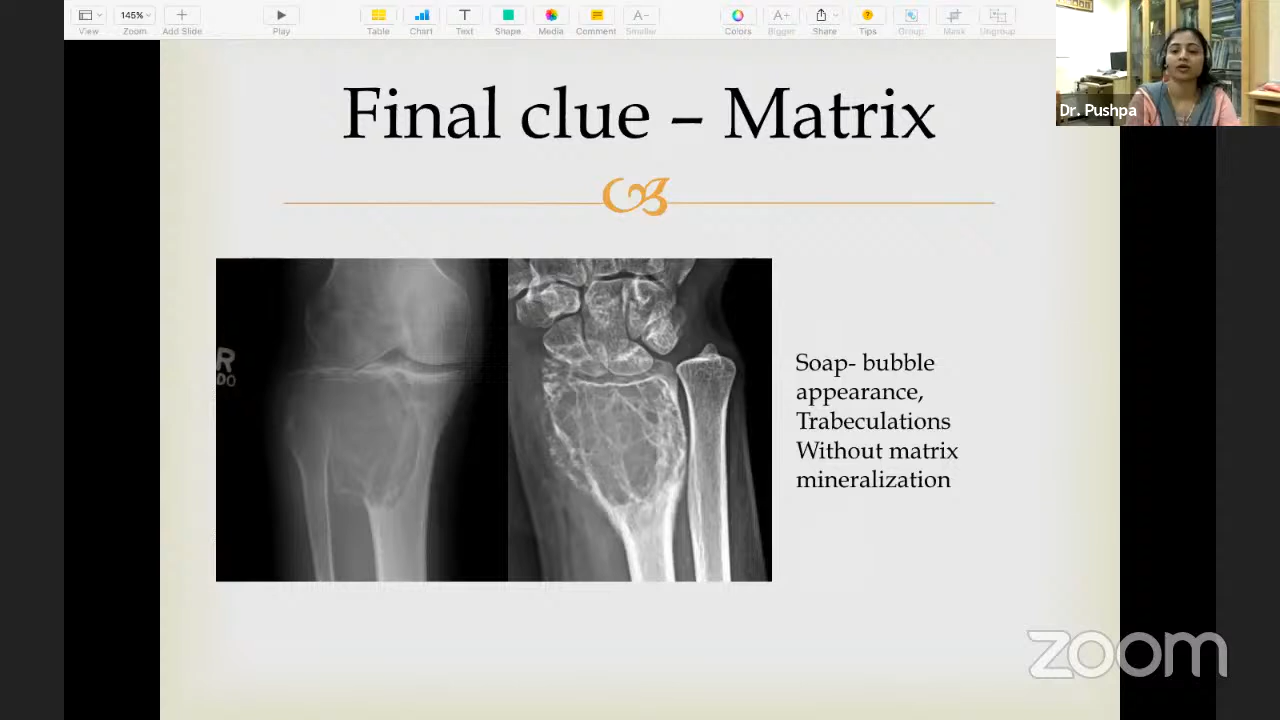 145%
View
Zoom
Add Slide
Play
Table
Chart
Text
Shape
Media
Comment
Smaller
Colors
Bigger
Share
Tips
Group
Mask
Ungroup
Dr. Pushpa
Final clue – Matrix
R
DO
Soap- bubble
appearance,
Trabeculations
Without matrix
mineralization
zoom